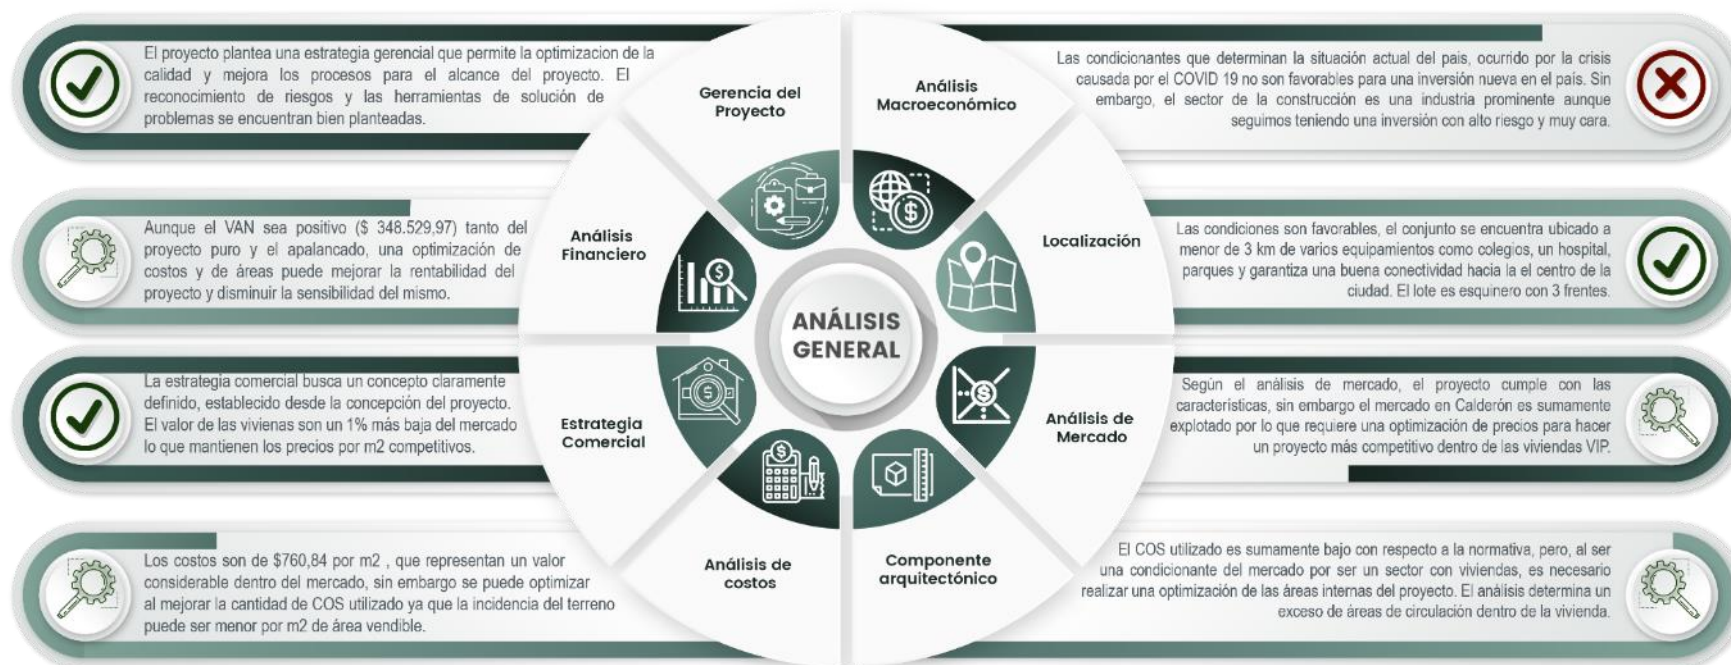 El proyecto plantea una estrategia gerencial que permite la optimizacion de la
calidad y mejora los procesos para el alcance del proyecto. El
reconocimiento de riesgos y las herramientas de solución de
problemas se encuentran bien planteadas.
Gerencia del
Proyecto
Análisis
Macroeconómico
Las condicionantes que determinan la situación actual del pais, ocurrido por la crisis
causada por el COVID 19 no son favorables para una inversión nueva en el país. Sin
embargo, el sector de la construcción es una industria prominente aunque
seguimos teniendo una inversión con alto riesgo y muy cara.
Aunque el VAN sea positivo ($ 348.529,97) tanto del
proyecto puro y el apalancado, una optimización de
costos y de áreas puede mejorar la rentabilidad del
proyecto y disminuir la sensibilidad del mismo.
Análisis
Financiero
Localización
Las condiciones son favorables, el conjunto se encuentra ubicado a
menor de 3 km de varios equipamientos como colegios, un hospital,
parques y garantiza una buena conectividad hacia la el centro de la
ciudad. El lote es esquinero con 3 frentes.
ANÁLISIS
GENERAL
La estrategia comercial busca un concepto claramente
definido, establecido desde la concepción del proyecto.
El valor de las vivienas son un 1% más baja del mercado
lo que mantienen los precios por m2 competitivos.
Estrategia
Comercial
Análisis de
Mercado
Según el análisis de mercado, el proyecto cumple con las
características, sin embargo el mercado en Calderón es sumamente
explotado por lo que requiere una optimización de precios para hacer
un proyecto más competitivo dentro de las viviendas VIP.
Los costos son de $760,84 por m2 , que representan un valor
considerable dentro del mercado, sin embargo se puede optimizar
al mejorar la cantidad de COS utilizado ya que la incidencia del terreno
puede ser menor por m2 de área vendible.
Análisis de
costos
Componente
arquitectónico
El COS utilizado es sumamente bajo con respecto a la normativa, pero, al ser
una condicionante del mercado por ser un sector con viviendas, es necesario
realizar una optimización de las áreas internas del proyecto. El análisis determina un
exceso de áreas de circulación dentro de la vivienda.